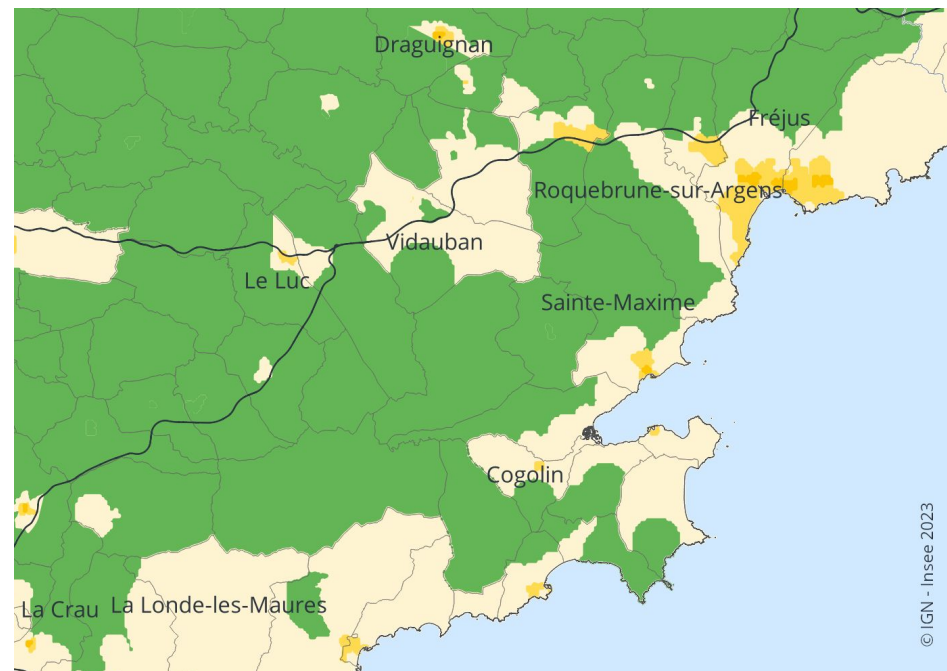 Draguignan
Fréjus
Roquebrune-sur-Argens
Vidauban
Le Luc
Sainte-Maxime
Cogolin
La Crau
La Londe-les-Maures
© IGN - Insee 2023